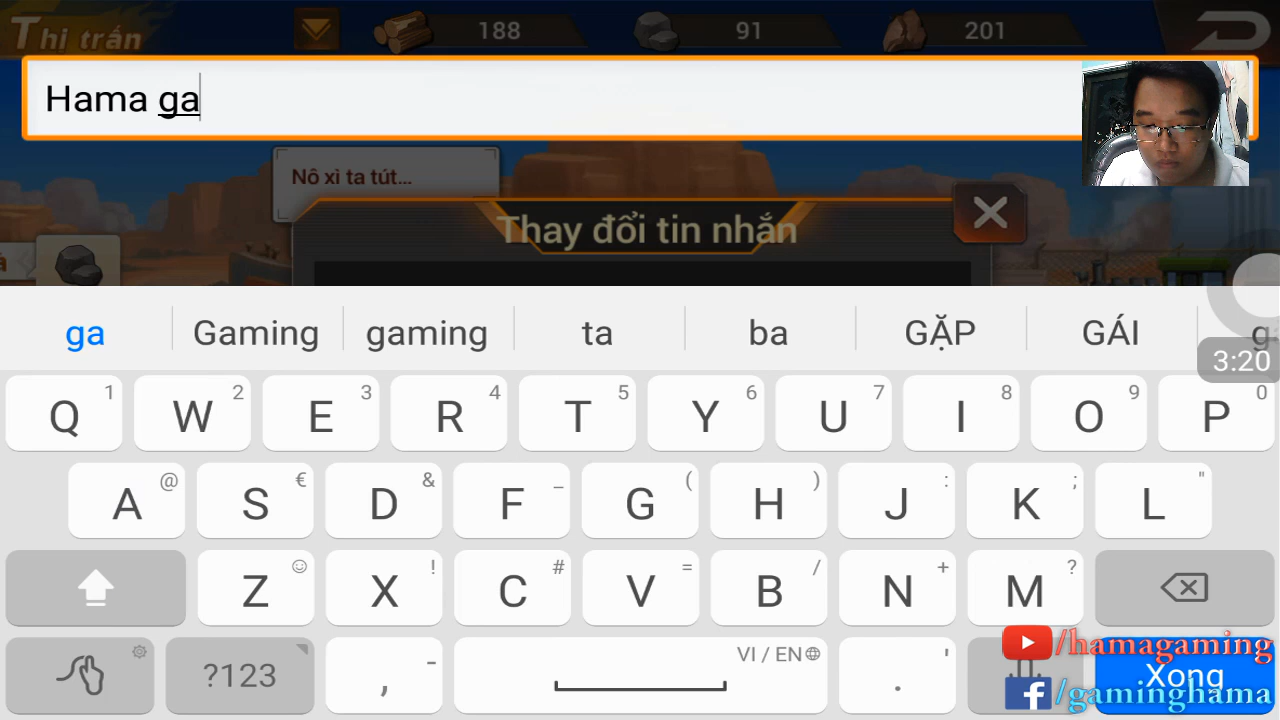 Thị trấn 188 91 201
Hama ga
Nô xì ta tút...
Thay đổi tin nhắn
ga Gaming gaming ta ba GẶP GÁI g
3:20
1 2 3 4 5 6 7 8 9 0
Q W E R T Y U I O P
@ € & _ ( ) : ; "
A S D F G H J K L
! # = / + ?
Z X C V B N M
VI / EN
?123 , - . ' Xong
/hamagaming
/gaminghama